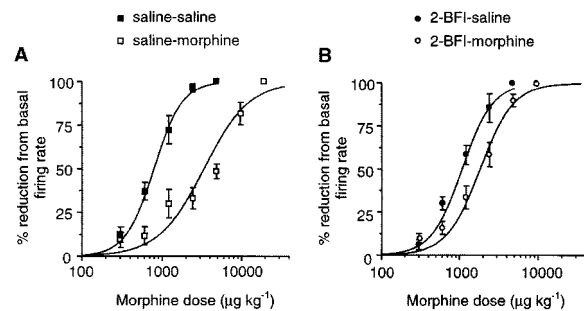 ■ saline-saline
□ saline-morphine
● 2-BFI-saline
○ 2-BFI-morphine
A
% reduction from basal
firing rate
100
75
50
25
0
100 1000 10000
Morphine dose (µg kg⁻¹)
B
% reduction from basal
firing rate
100
75
50
25
0
100 1000 10000
Morphine dose (µg kg⁻¹)